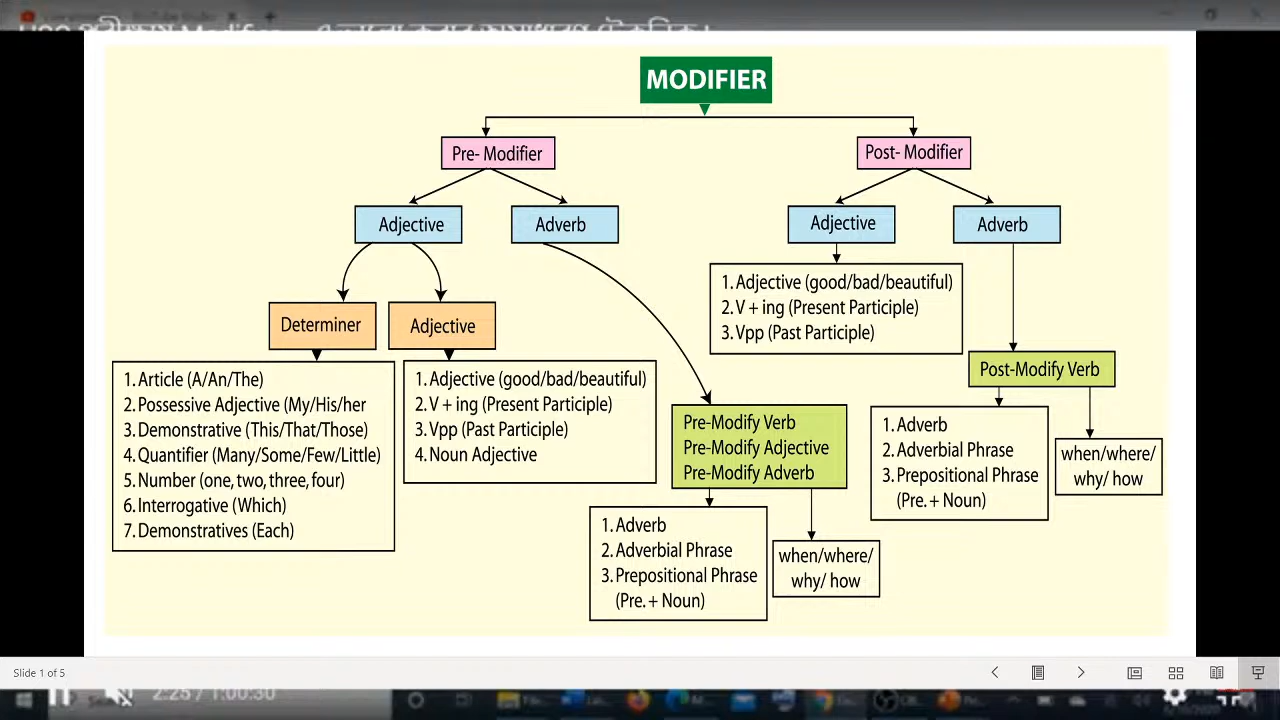 MODIFIER
Pre- Modifier
Post- Modifier
Adjective
Adverb
Adjective
Adverb
Determiner
Adjective
1. Article (A/An/The)
2. Possessive Adjective (My/His/her
3. Demonstrative (This/That/Those)
4. Quantifier (Many/Some/Few/Little)
5. Number (one, two, three, four)
6. Interrogative (Which)
7. Demonstratives (Each)
1. Adjective (good/bad/beautiful)
2. V + ing (Present Participle)
3. Vpp (Past Participle)
4. Noun Adjective
Pre-Modify Verb
Pre-Modify Adjective
Pre-Modify Adverb
1. Adverb
2. Adverbial Phrase
3. Prepositional Phrase
(Pre. + Noun)
when/where/
why/ how
1. Adjective (good/bad/beautiful)
2. V + ing (Present Participle)
3. Vpp (Past Participle)
Post-Modify Verb
1. Adverb
2. Adverbial Phrase
3. Prepositional Phrase
(Pre. + Noun)
when/where/
why/ how
Slide 1 of 5
2:25 / 1:00:30